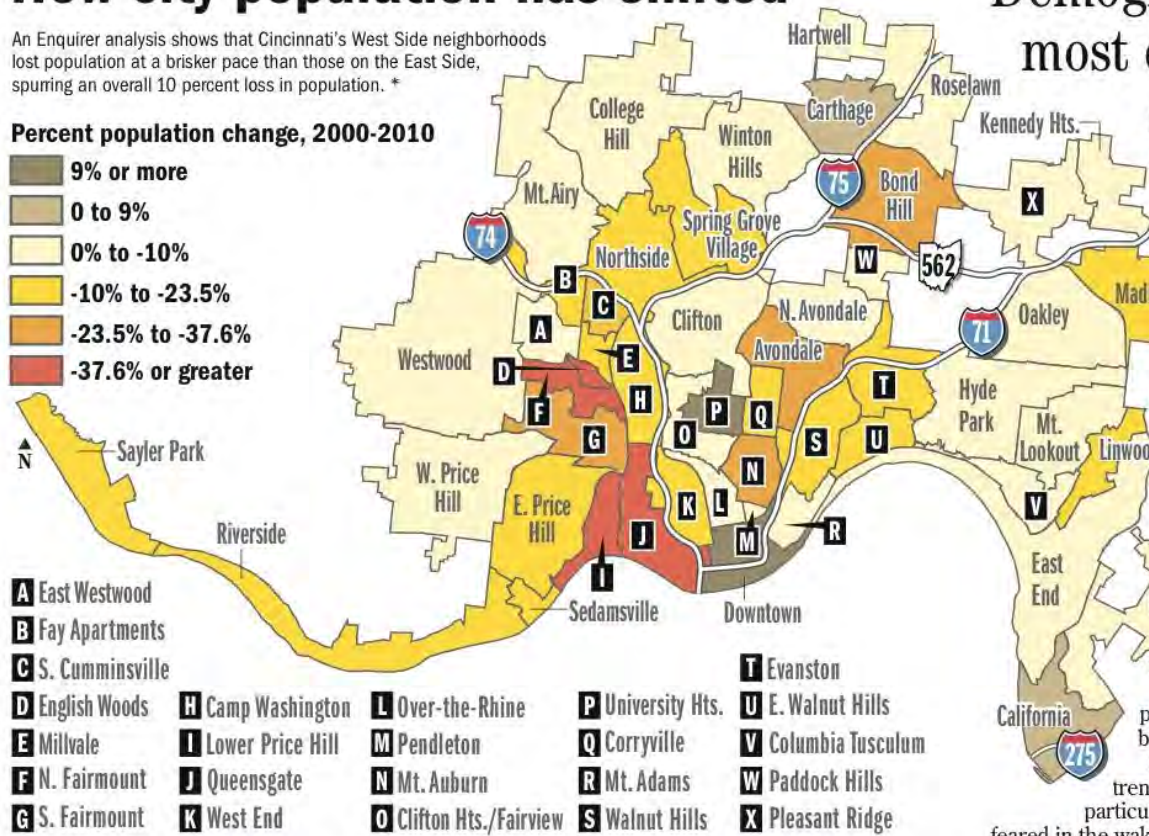 An Enquirer analysis shows that Cincinnati's West Side neighborhoods
lost population at a brisker pace than those on the East Side,
spurring an overall 10 percent loss in population. *
Percent population change, 2000-2010
9% or more
0 to 9%
0% to -10%
-10% to -23.5%
-23.5% to -37.6%
-37.6% or greater
most
Hartwell
Roselawn
Carthage
Kennedy Hts.
College
Hill
Winton
Hills
75
Bond
Hill
X
Mt. Airy
74
Spring Grove
Village
Northside
W
562
B
C
A
Clifton
N. Avondale
Avondale
71
Oakley
Mad
Westwood
D
E
F
H
T
Hyde
Park
P
Q
O
G
S
U
Mt.
Lookout
Linwoo
N
Sayler Park
W. Price
Hill
E. Price
Hill
N
K
L
V
J
M
R
Riverside
I
East
End
Sedamsville
Downtown
California
275
A East Westwood
B Fay Apartments
C S. Cumminsville
D English Woods
E Millvale
F N. Fairmount
G S. Fairmount
H Camp Washington
I Lower Price Hill
J Queensgate
K West End
L Over-the-Rhine
M Pendleton
N Mt. Auburn
O Clifton Hts./Fairview
P University Hts.
Q Corryville
R Mt. Adams
S Walnut Hills
T Evanston
U E. Walnut Hills
V Columbia Tusculum
W Paddock Hills
X Pleasant Ridge
p
b
tren
particu